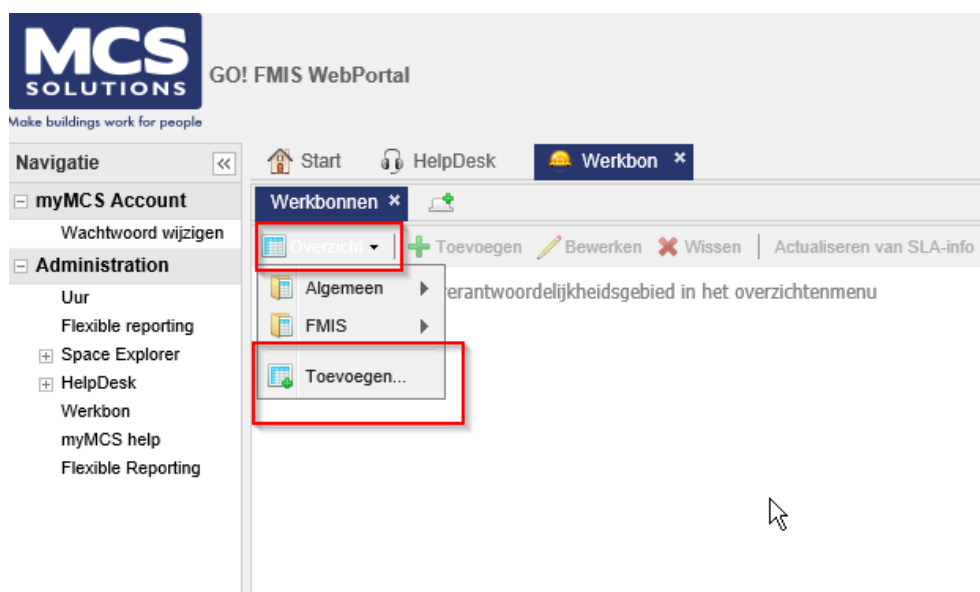 MCS
SOLUTIONS
Make buildings work for people
GO! FMIS WebPortal
Navigatie
myMCS Account
Wachtwoord wijzigen
Administration
Uur
Flexible reporting
Space Explorer
HelpDesk
Werkbon
myMCS help
Flexible Reporting
Start HelpDesk Werkbon
Werkbonnen
Overzicht Toevoegen Bewerken Wissen Actualiseren van SLA-info
Algemeen
erantwoordelijkheidsgebied in het overzichtenmenu
FMIS
Toevoegen...